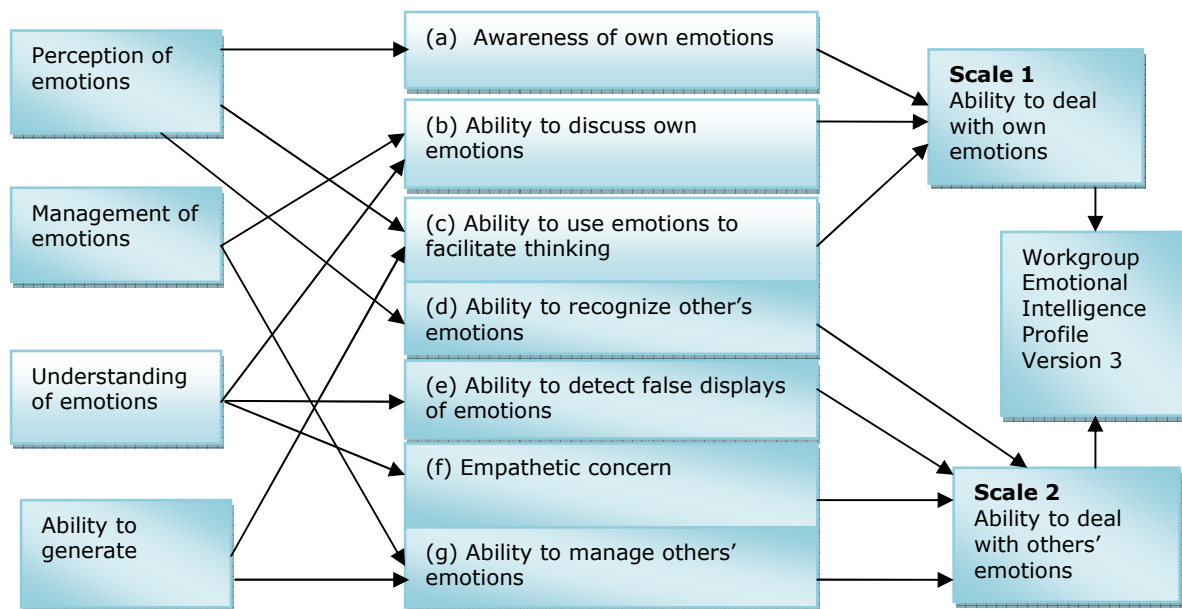 Perception of
emotions
Management of
emotions
Understanding
of emotions
Ability to
generate
(a) Awareness of own emotions
(b) Ability to discuss own
emotions
(c) Ability to use emotions to
facilitate thinking
(d) Ability to recognize other’s
emotions
(e) Ability to detect false displays
of emotions
(f) Empathetic concern
(g) Ability to manage others’
emotions
Scale 1
Ability to deal
with own
emotions
Workgroup
Emotional
Intelligence
Profile
Version 3
Scale 2
Ability to deal
with others’
emotions